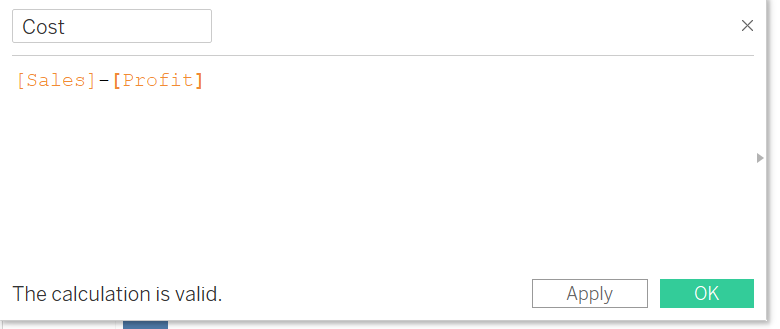 Cost
[Sales]-[Profit]
The calculation is valid.
Apply
OK